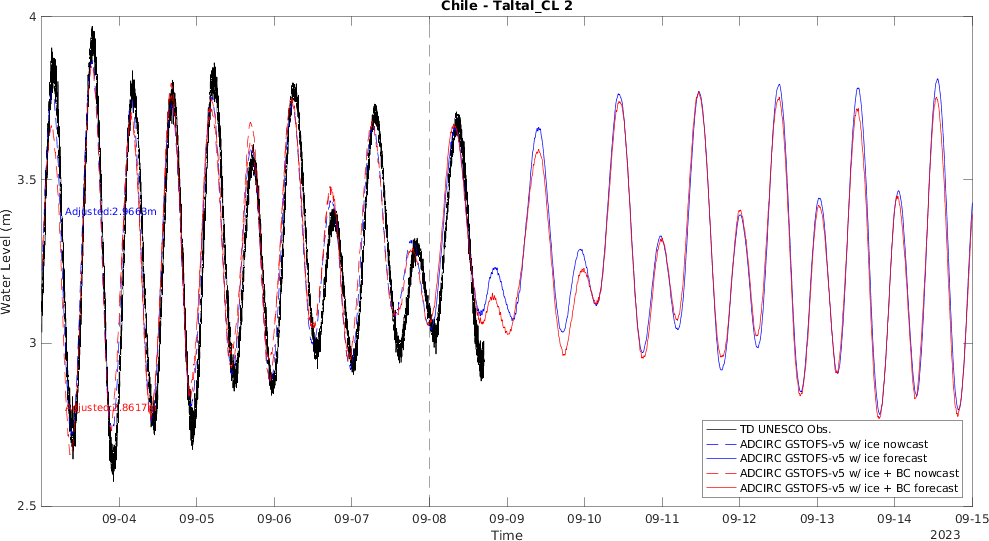 Chile - Taltal_CL 2
4
3.5
3
2.5
Water Level (m)
Adjusted:2.9668m
Adjusted:2.8617m
TD UNESCO Obs.
ADCIRC GSTOFS-v5 w/ ice nowcast
ADCIRC GSTOFS-v5 w/ ice forecast
ADCIRC GSTOFS-v5 w/ ice + BC nowcast
ADCIRC GSTOFS-v5 w/ ice + BC forecast
09-04 09-05 09-06 09-07 09-08 09-09 09-10 09-11 09-12 09-13 09-14 09-15
Time
2023